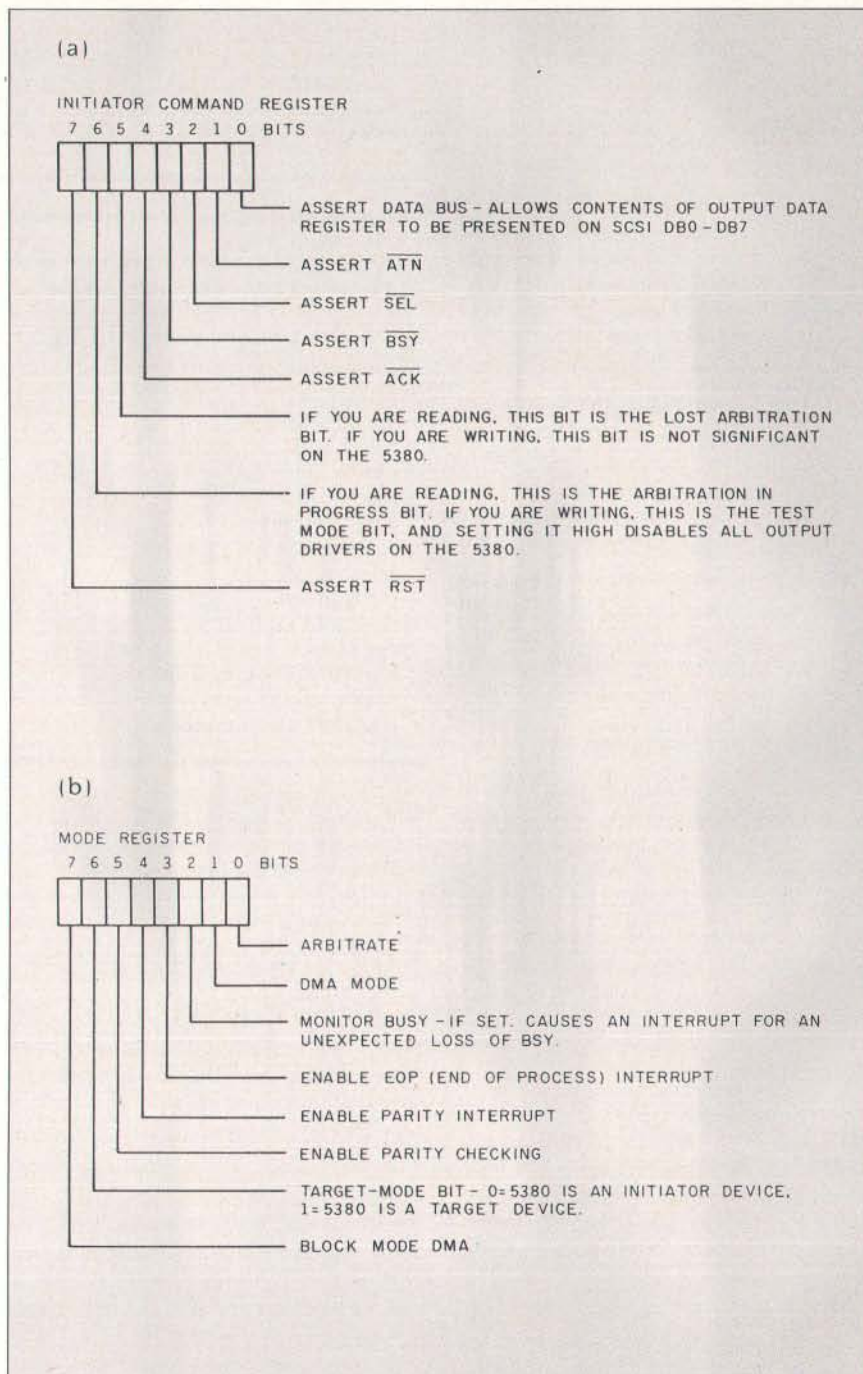 (a)
INITIATOR COMMAND REGISTER
7 6 5 4 3 2 1 0 BITS
ASSERT DATA BUS - ALLOWS CONTENTS OF OUTPUT DATA
REGISTER TO BE PRESENTED ON SCSI DB0 - DB7
ASSERT A̅T̅N̅
ASSERT S̅E̅L̅
ASSERT B̅S̅Y̅
ASSERT A̅C̅K̅
IF YOU ARE READING, THIS BIT IS THE LOST ARBITRATION
BIT. IF YOU ARE WRITING, THIS BIT IS NOT SIGNIFICANT
ON THE 5380.
IF YOU ARE READING, THIS IS THE ARBITRATION IN
PROGRESS BIT. IF YOU ARE WRITING, THIS IS THE TEST
MODE BIT, AND SETTING IT HIGH DISABLES ALL OUTPUT
DRIVERS ON THE 5380.
ASSERT R̅S̅T̅
(b)
MODE REGISTER
7 6 5 4 3 2 1 0 BITS
ARBITRATE
DMA MODE
MONITOR BUSY - IF SET. CAUSES AN INTERRUPT FOR AN
UNEXPECTED LOSS OF BSY.
ENABLE EOP (END OF PROCESS) INTERRUPT
ENABLE PARITY INTERRUPT
ENABLE PARITY CHECKING
TARGET-MODE BIT - 0=5380 IS AN INITIATOR DEVICE,
1=5380 IS A TARGET DEVICE.
BLOCK MODE DMA